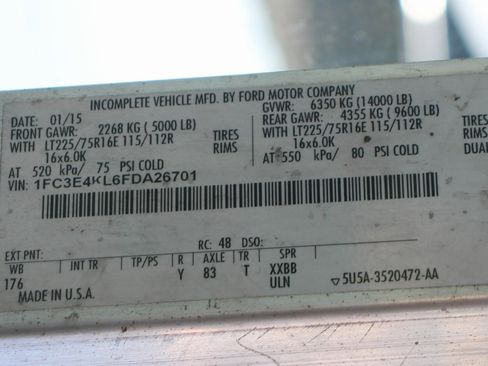 INCOMPLETE VEHICLE MFD. BY FORD MOTOR COMPANY
DATE: 01/15 GVWR: 6350 KG (14000 LB)
FRONT GAWR: 2268 KG ( 5000 LB) REAR GAWR: 4355 KG ( 9600 LB)
WITH LT225/75R16E 115/112R TIRES WITH LT225/75R16E 115/112R TIRES
16x6.0K RIMS 16x6.0K RIMS
AT 520 kPa/ 75 PSI COLD AT 550 kPa/ 80 PSI COLD DUAL
VIN: 1FC3E4KL6FDA26701
EXT PNT: RC: 48 DSO:
WB INT TR TP/PS R AXLE TR SPR
176 Y 83 T XXBB
ULN
MADE IN U.S.A. 5U5A-3520472-AA